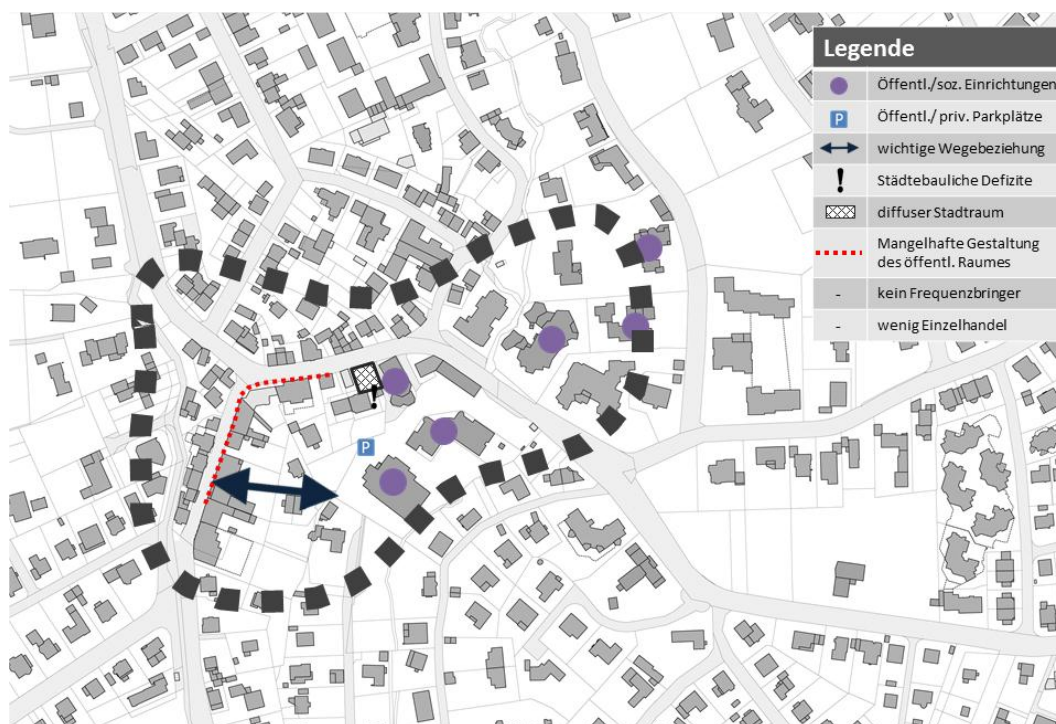 Legende
Öffentl./soz. Einrichtungen
P
Öffentl./ priv. Parkplätze
wichtige Wegebeziehung
!
Städtebauliche Defizite
diffuser Stadtraum
Mangelhafte Gestaltung
des öffentl. Raumes
- kein Frequenzbringer
- wenig Einzelhandel
!
P